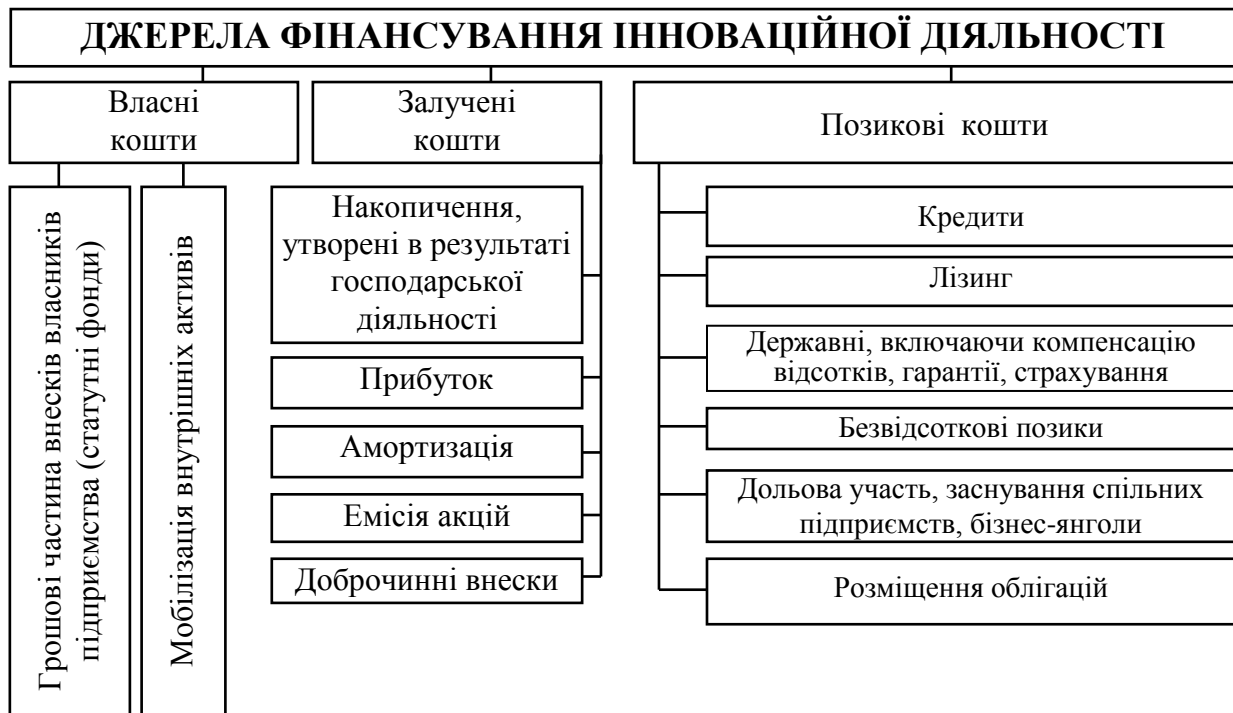 ДЖЕРЕЛА ФІНАНСУВАННЯ ІННОВАЦІЙНОЇ ДІЯЛЬНОСТІ
Власні
кошти
Грошові частина внесків власників
підприємства (статутні фонди)
Мобілізація внутрішніх активів
Залучені
кошти
Накопичення,
утворені в результаті
господарської
діяльності
Прибуток
Амортизація
Емісія акцій
Доброчинні внески
Позикові кошти
Кредити
Лізинг
Державні, включаючи компенсацію
відсотків, гарантії, страхування
Безвідсоткові позики
Дольова участь, заснування спільних
підприємств, бізнес-янголи
Розміщення облігацій